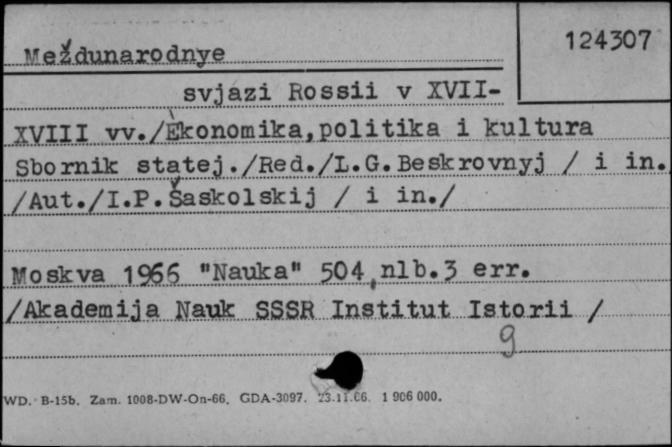 124307
Meždunarodnye
svjazi Rossii v XVII-
XVIII vv./Èkonomika,politika i kultura
Sbornik statej./Red./L.G.Beskrovnyj / i in.
/Aut./I.P.Šaskolskij / i in./
Moskva 1966 "Nauka" 504,nlb.3 err.
/Akademija Nauk SSSR Institut Istorii /
9
WD. B-15b. Zam. 1008-DW-On-66. GDA-3097. 23.11.66. 1 906 000.